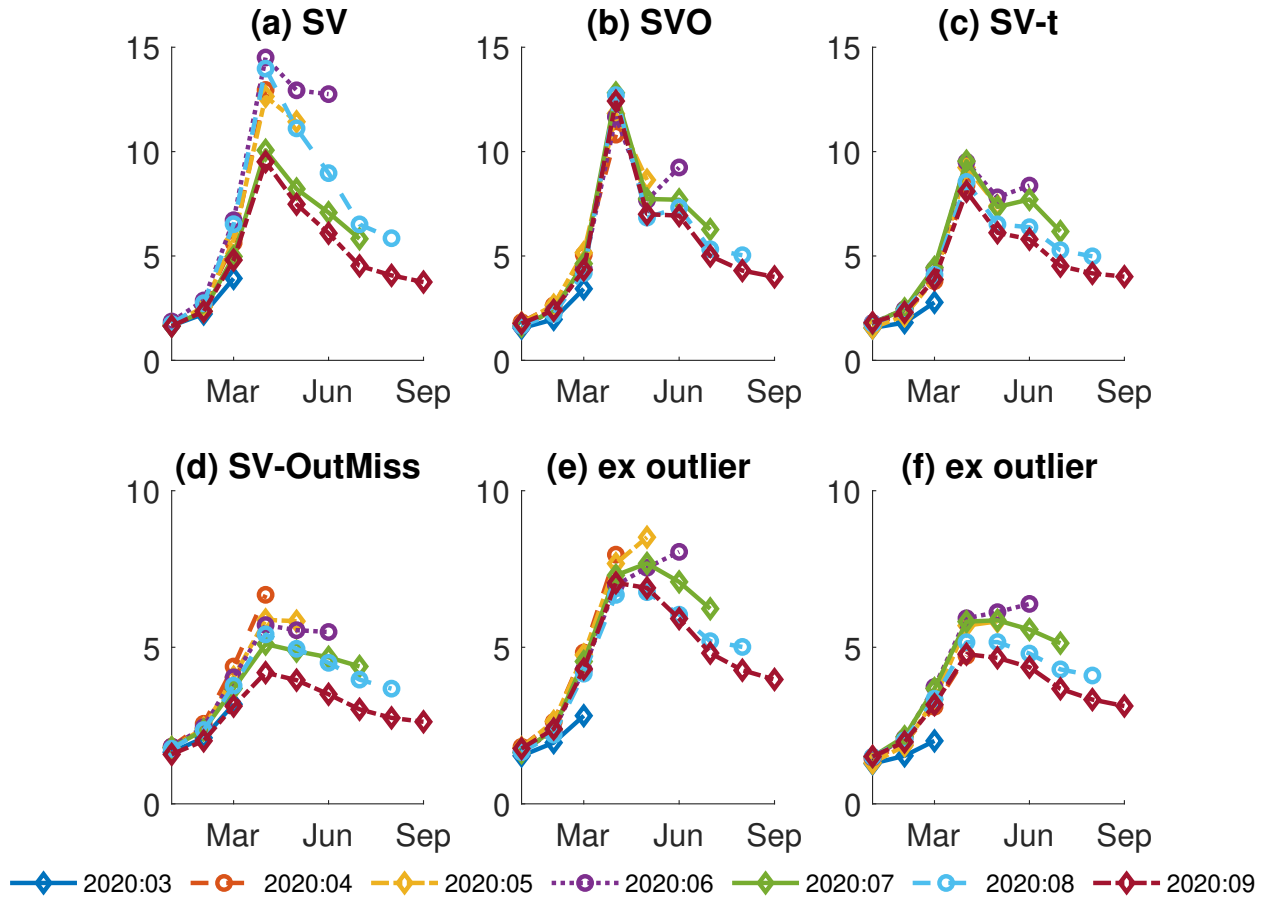 (a) SV
(b) SVO
(c) SV-t
15
10
5
0
Mar
Jun
Sep
15
10
5
0
Mar
Jun
Sep
15
10
5
0
Mar
Jun
Sep
(d) SV-OutMiss
(e) ex outlier
(f) ex outlier
10
5
0
Mar
Jun
Sep
10
5
0
Mar
Jun
Sep
10
5
0
Mar
Jun
Sep
2020:03 2020:04 2020:05 2020:06 2020:07 2020:08 2020:09